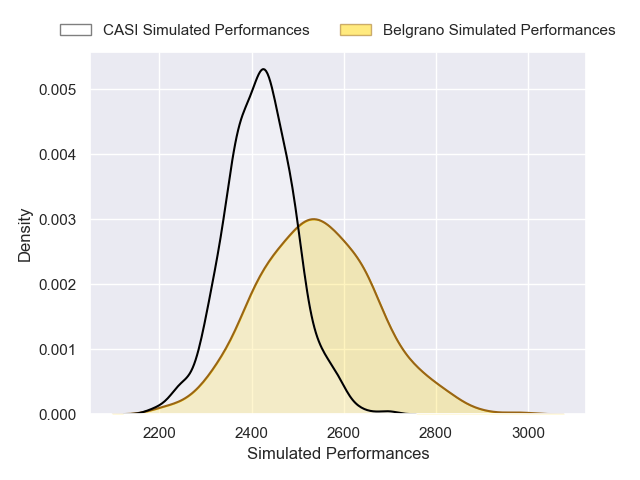 CASI Simulated Performances Belgrano Simulated Performances
0.005
0.004
0.003
0.002
0.001
0.000
Density
2200 2400 2600 2800 3000
Simulated Performances